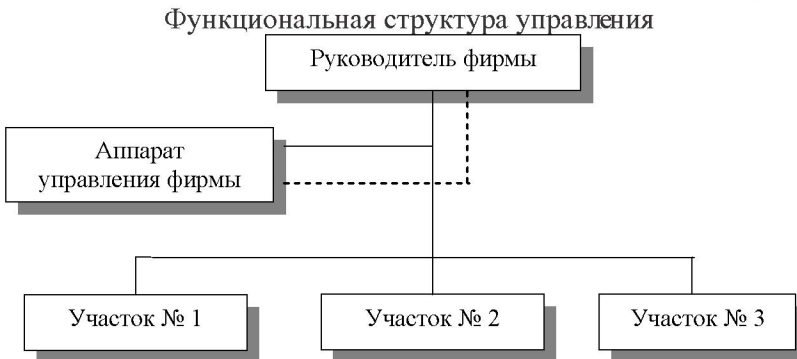 Функциональная структура управления
Руководитель фирмы
Аппарат
управления фирмы
Участок № 1
Участок № 2
Участок № 3